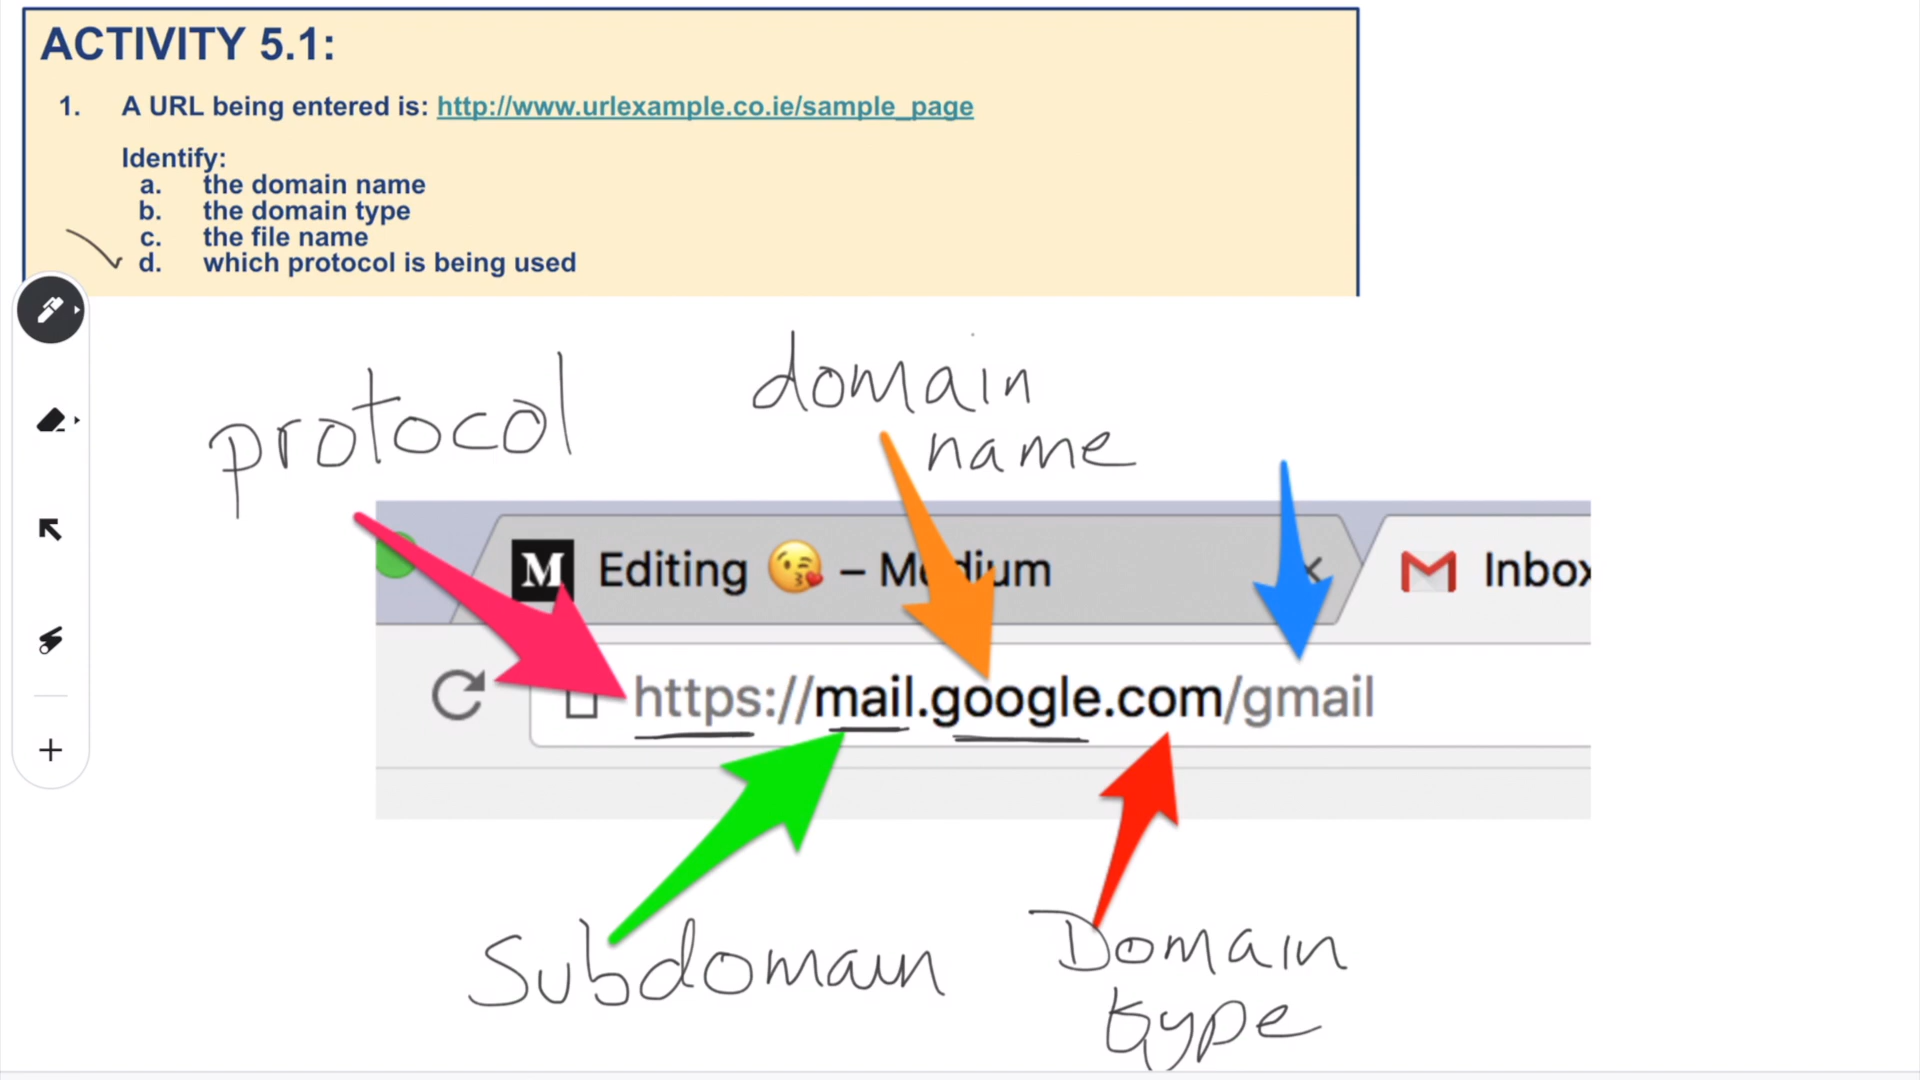 ACTIVITY 5.1:
1. A URL being entered is: http://www.urlexample.co.ie/sample_page
Identify:
a. the domain name
b. the domain type
c. the file name
d. which protocol is being used
protocol
domain
name
M Editing 😘 – Medium
Inbox
https://mail.google.com/gmail
Subdomain
Domain
type